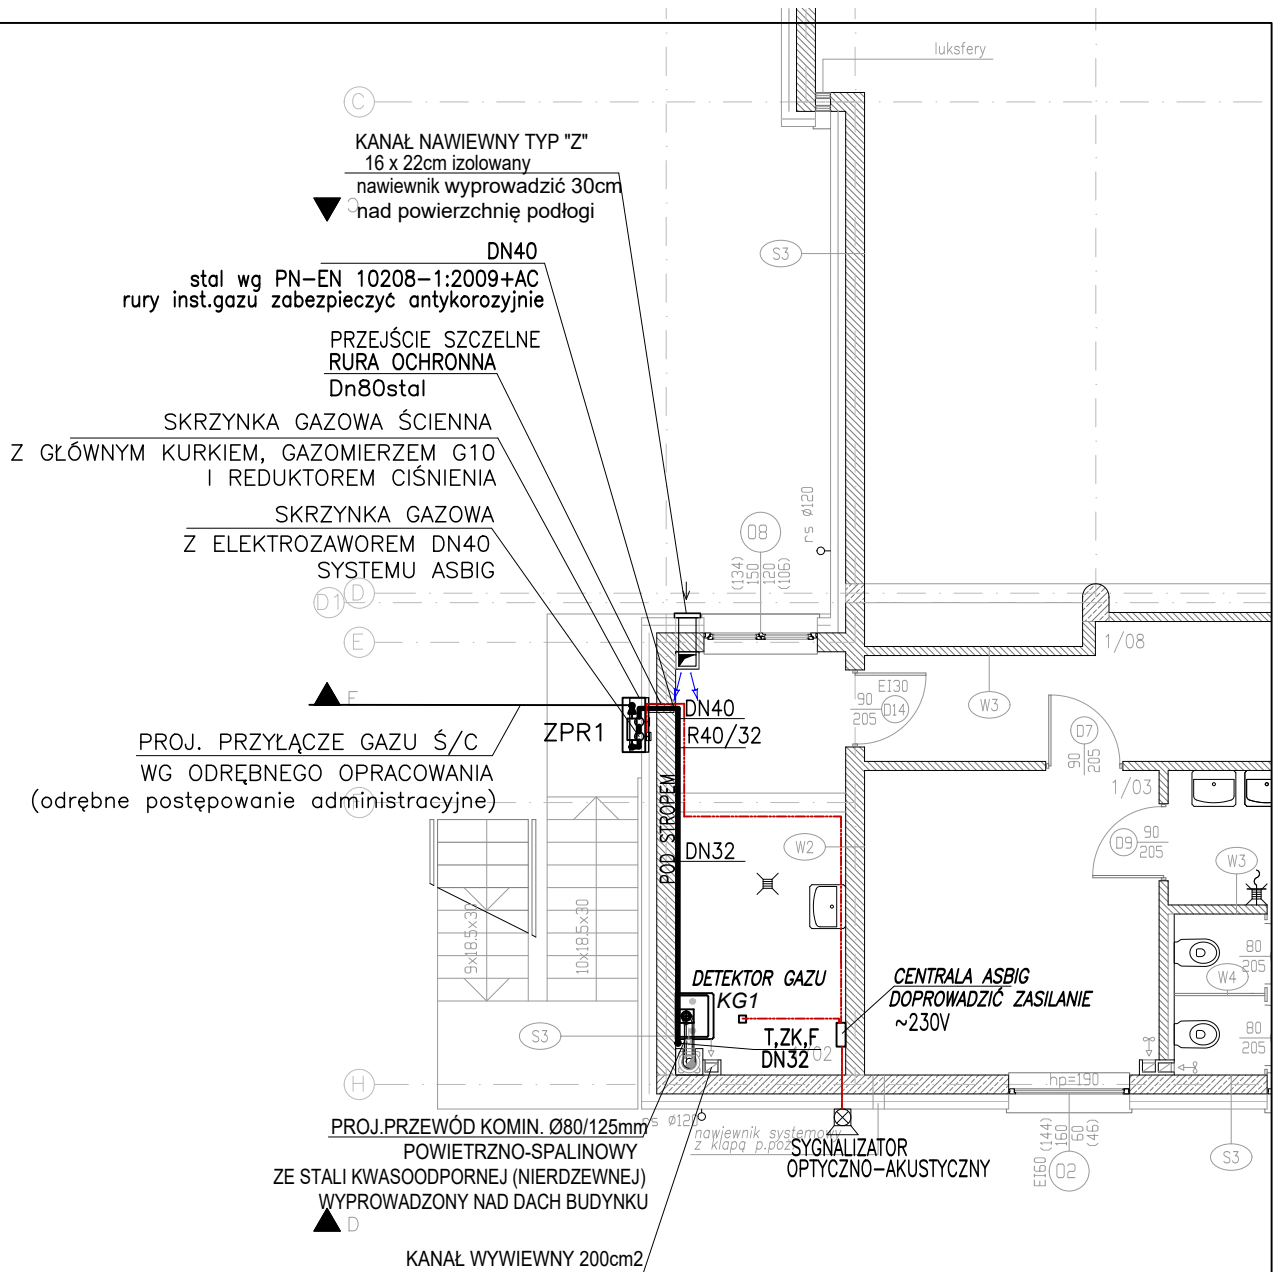 luksfery
C
KANAŁ NAWIEWNY TYP "Z"
16 x 22cm izolowany
nawiewnik wyprowadzić 30cm
nad powierzchnię podłogi
S3
DN40
stal wg PN-EN 10208-1:2009+AC
rury inst.gazu zabezpieczyć antykorozyjnie
PRZEJŚCIE SZCZELNE
RURA OCHRONNA
Dn80stal
SKRZYNKA GAZOWA ŚCIENNA
Z GŁÓWNYM KURKIEM, GAZOMIERZEM G10
I REDUKTOREM CIŚNIENIA
SKRZYNKA GAZOWA
Z ELEKTROZAWOREM DN40
SYSTEMU ASBIG
rs Ø120
08
(134)
150
120
(106)
D1
D
E
1/08
EI30
90
205
D14
W3
D7
90
205
F
DN40
R40/32
ZPR1
PROJ. PRZYŁĄCZE GAZU Ś/C
WG ODRĘBNEGO OPRACOWANIA
(odrębne postępowanie administracyjne)
1/03
POD STROPEM
DN32
W2
D9
90
205
W3
9x18.5x30
10x18.5x30
80
205
W4
DETEKTOR GAZU
KG1
CENTRALA ASBIG
DOPROWADZIĆ ZASILANIE
~230V
S3
T,ZK,F
DN32
1/02
80
205
H
hp=190
PROJ.PRZEWÓD KOMIN. Ø80/125mm
POWIETRZNO-SPALINOWY
ZE STALI KWASOODPORNEJ (NIERDZEWNEJ)
WYPROWADZONY NAD DACH BUDYNKU
rs Ø120
nawiewnik systemowy
z klapą p.poż
SYGNALIZATOR
OPTYCZNO-AKUSTYCZNY
EI60
(144)
160
60
(46)
02
S3
D
KANAŁ WYWIEWNY 200cm2